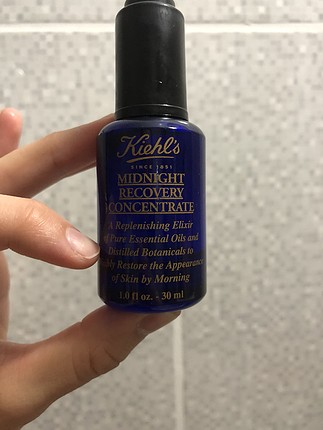 Kiehl's
SINCE 1851
MIDNIGHT
RECOVERY
CONCENTRATE
A Replenishing Elixir
of Pure Essential Oils and
Distilled Botanicals to
Restore the Appearance
of Skin by Morning
1.0 fl oz. - 30 ml